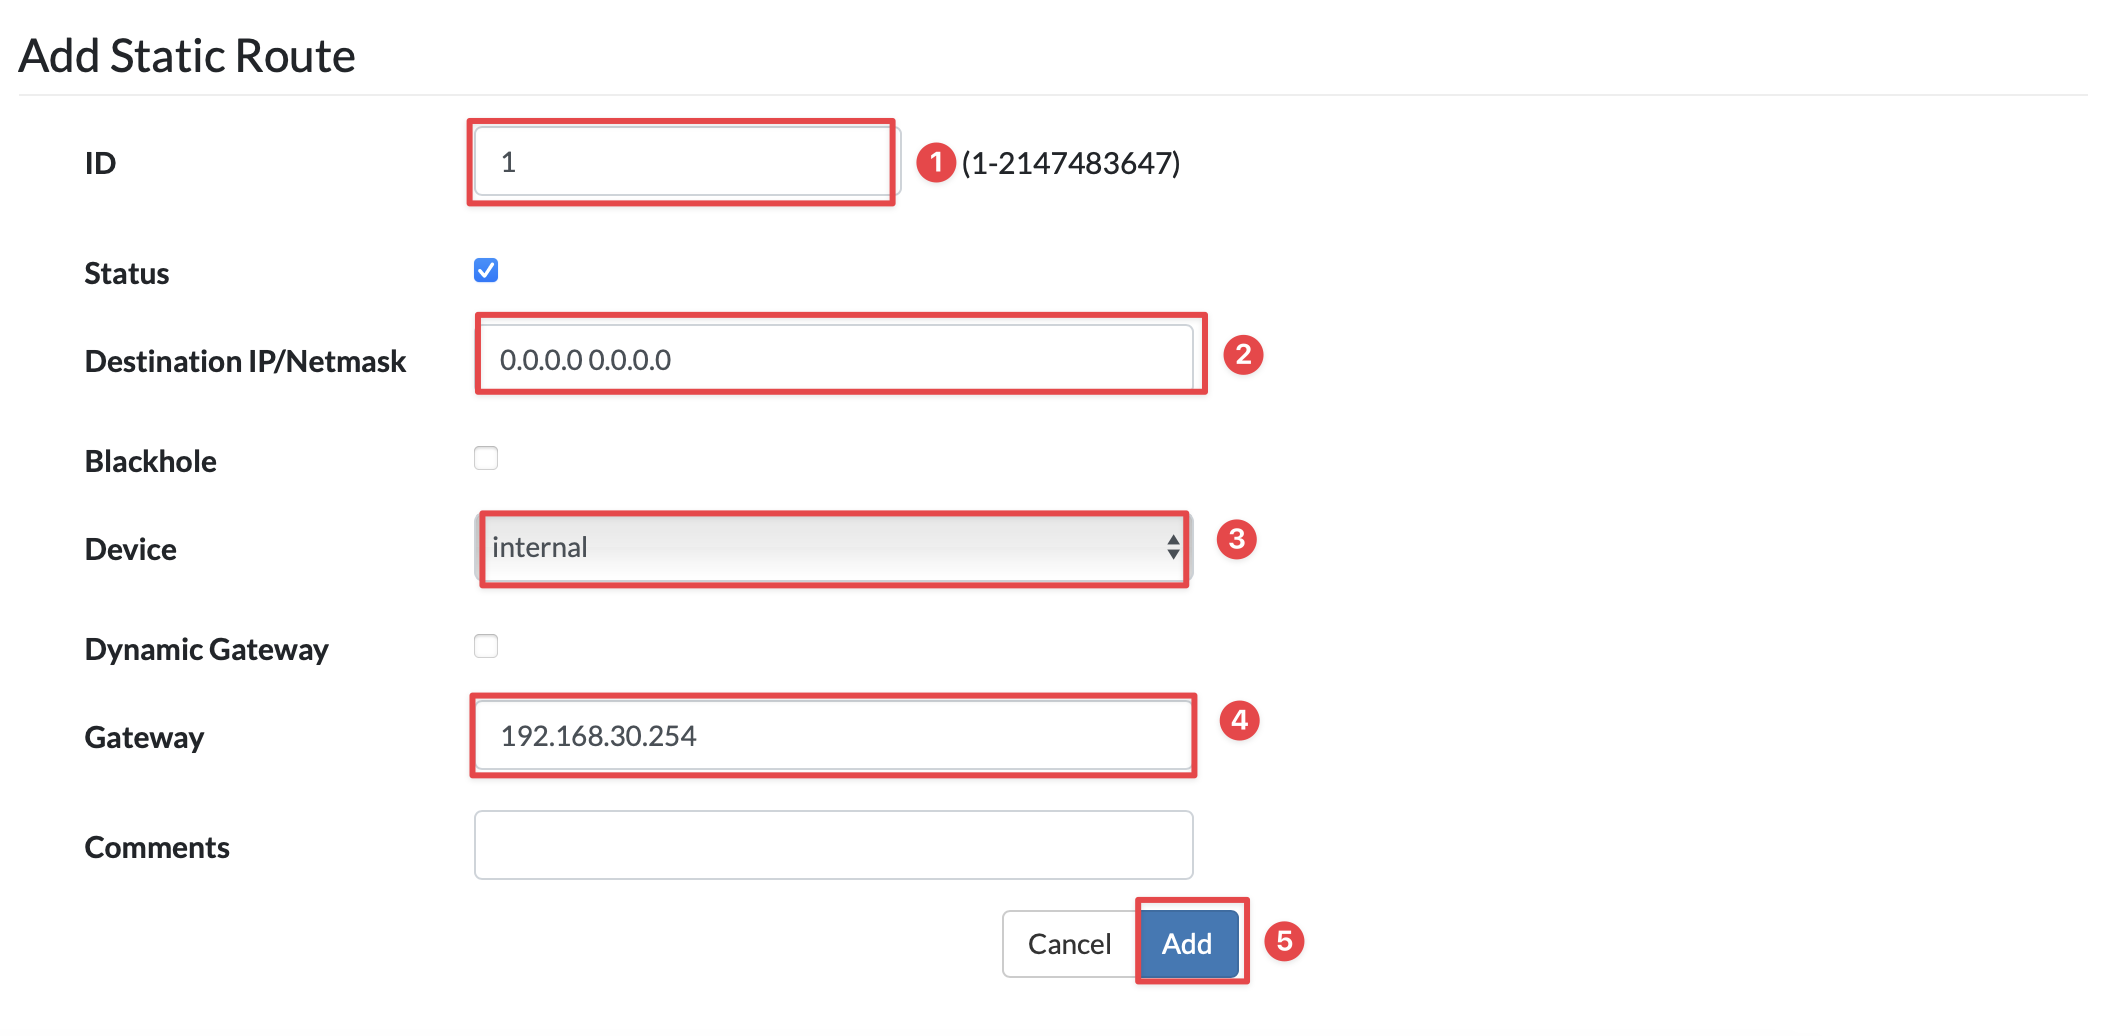 Add Static Route
ID
1
1 (1-2147483647)
Status
Destination IP/Netmask
0.0.0.0 0.0.0.0
2
Blackhole
Device
internal
3
Dynamic Gateway
Gateway
192.168.30.254
4
Comments
Cancel
Add
5